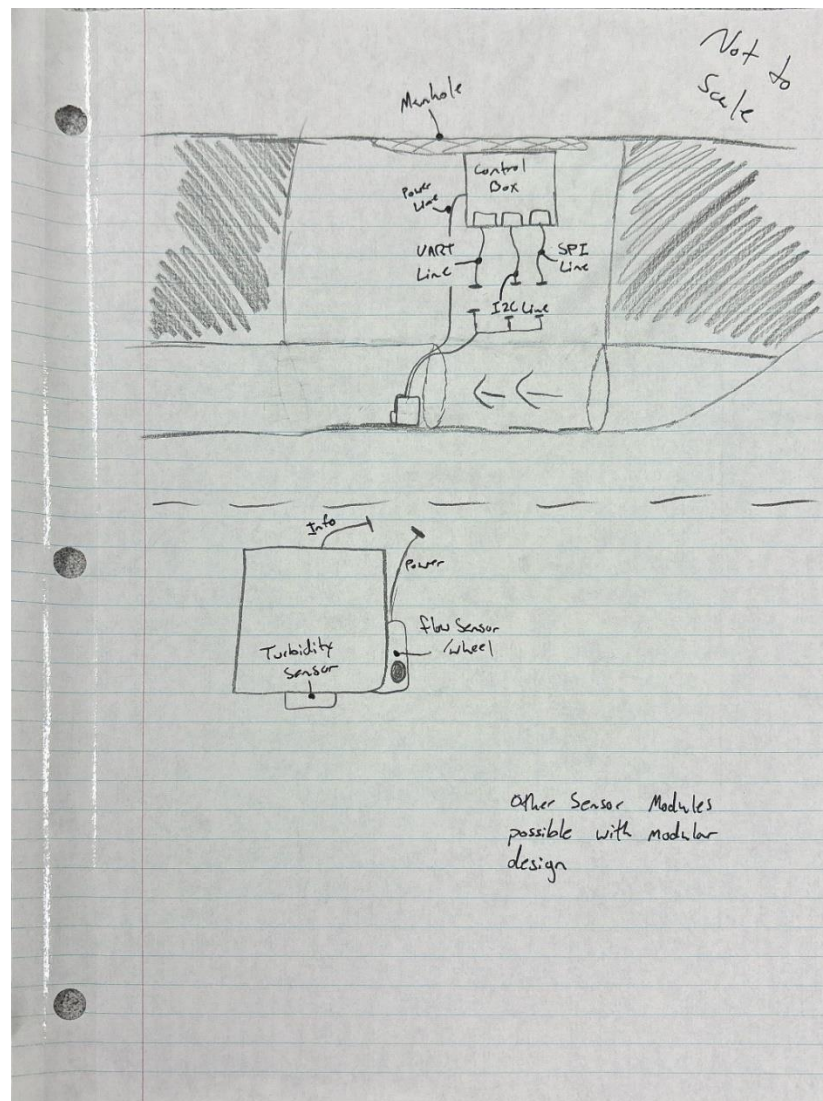 Not to
Scale
Manhole
Control
Box
Power
Line
UART
Line
SPI
Line
I2C Line
Info
Power
flow Sensor
/wheel
Turbidity
Sensor
Other Sensor Modules
possible with modular
design